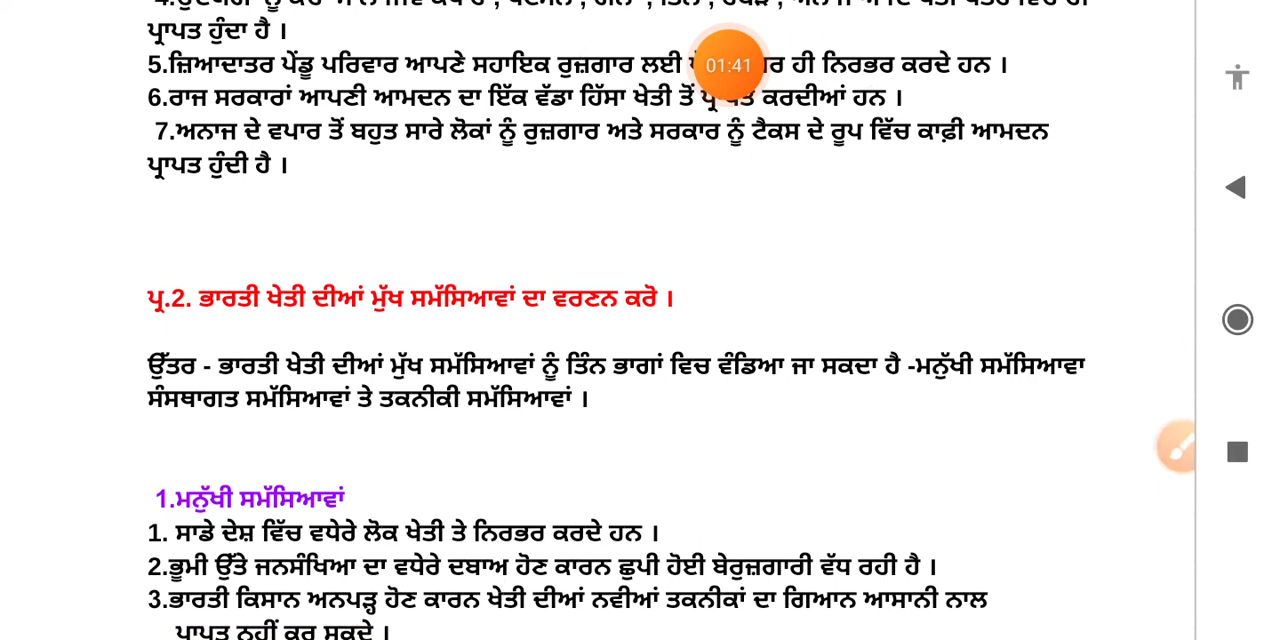 ਪ੍ਰਾਪਤ ਹੁੰਦਾ ਹੈ ।
5.ਜ਼ਿਆਦਾਤਰ ਪੇਂਡੂ ਪਰਿਵਾਰ ਆਪਣੇ ਸਹਾਇਕ ਰੁਜ਼ਗਾਰ ਲਈ ਹੀ ਨਿਰਭਰ ਕਰਦੇ ਹਨ ।
01:41
6.ਰਾਜ ਸਰਕਾਰਾਂ ਆਪਣੀ ਆਮਦਨ ਦਾ ਇੱਕ ਵੱਡਾ ਹਿੱਸਾ ਖੇਤੀ ਤੋਂ ਪ੍ਰਾਪਤ ਕਰਦੀਆਂ ਹਨ ।
7.ਅਨਾਜ ਦੇ ਵਪਾਰ ਤੋਂ ਬਹੁਤ ਸਾਰੇ ਲੋਕਾਂ ਨੂੰ ਰੁਜ਼ਗਾਰ ਅਤੇ ਸਰਕਾਰ ਨੂੰ ਟੈਕਸ ਦੇ ਰੂਪ ਵਿੱਚ ਕਾਫ਼ੀ ਆਮਦਨ
ਪ੍ਰਾਪਤ ਹੁੰਦੀ ਹੈ ।
ਪ੍ਰ.2. ਭਾਰਤੀ ਖੇਤੀ ਦੀਆਂ ਮੁੱਖ ਸਮੱਸਿਆਵਾਂ ਦਾ ਵਰਣਨ ਕਰੋ ।
ਉੱਤਰ - ਭਾਰਤੀ ਖੇਤੀ ਦੀਆਂ ਮੁੱਖ ਸਮੱਸਿਆਵਾਂ ਨੂੰ ਤਿੰਨ ਭਾਗਾਂ ਵਿਚ ਵੰਡਿਆ ਜਾ ਸਕਦਾ ਹੈ -ਮਨੁੱਖੀ ਸਮੱਸਿਆਵਾ
ਸੰਸਥਾਗਤ ਸਮੱਸਿਆਵਾਂ ਤੇ ਤਕਨੀਕੀ ਸਮੱਸਿਆਵਾਂ ।
1.ਮਨੁੱਖੀ ਸਮੱਸਿਆਵਾਂ
1. ਸਾਡੇ ਦੇਸ਼ ਵਿੱਚ ਵਧੇਰੇ ਲੋਕ ਖੇਤੀ ਤੇ ਨਿਰਭਰ ਕਰਦੇ ਹਨ ।
2.ਭੂਮੀ ਉੱਤੇ ਜਨਸੰਖਿਆ ਦਾ ਵਧੇਰੇ ਦਬਾਅ ਹੋਣ ਕਾਰਨ ਛੁਪੀ ਹੋਈ ਬੇਰੁਜ਼ਗਾਰੀ ਵੱਧ ਰਹੀ ਹੈ ।
3.ਭਾਰਤੀ ਕਿਸਾਨ ਅਨਪੜ੍ਹ ਹੋਣ ਕਾਰਨ ਖੇਤੀ ਦੀਆਂ ਨਵੀਆਂ ਤਕਨੀਕਾਂ ਦਾ ਗਿਆਨ ਆਸਾਨੀ ਨਾਲ
ਪ੍ਰਾਪਤ ਨਹੀਂ ਕਰ ਸਕਦੇ ।